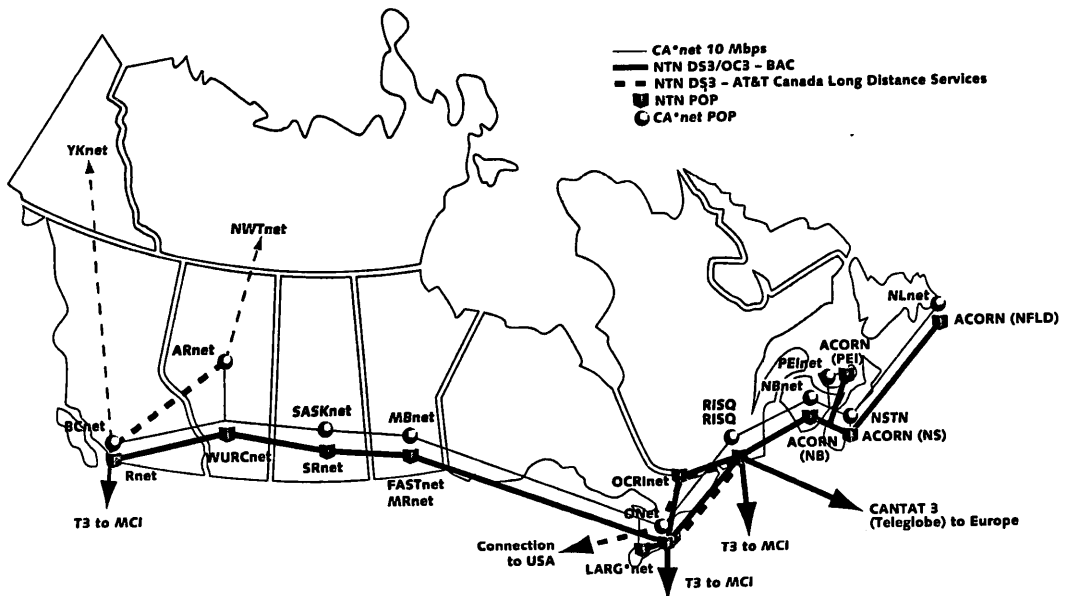 CA*net 10 Mbps
NTN DS3/OC3 – BAC
NTN DS3 – AT&T Canada Long Distance Services
NTN POP
CA*net POP
YKnet
NWTnet
ARnet
BCnet
Rnet
T3 to MCI
WURCnet
SASKnet
SRnet
MBnet
FASTnet
MRnet
NLnet
ACORN (NFLD)
ACORN
(PEI)
PEInet
NBnet
RISQ
RISQ
NSTN
ACORN (NS)
ACORN
(NB)
OCRInet
ONet
CANTAT 3
(Teleglobe) to Europe
T3 to MCI
Connection
to USA
LARG*net
T3 to MCI